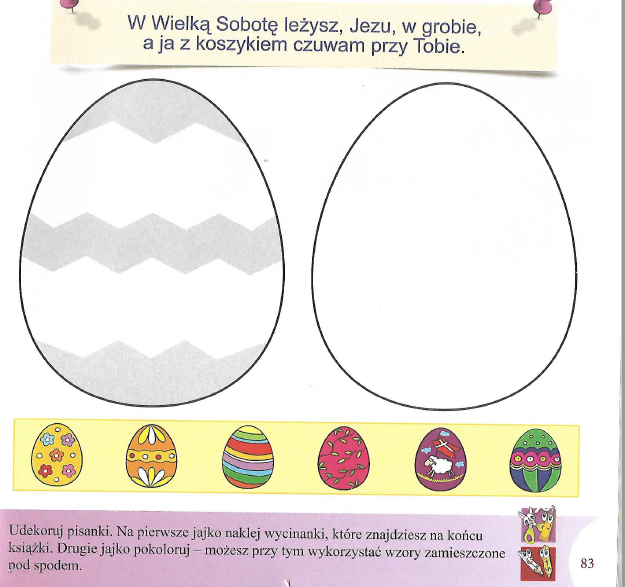 W Wielką Sobotę leżysz, Jezu, w grobie,
a ja z koszykiem czuwam przy Tobie.
Udekoruj pisanki. Na pierwsze jajko naklej wycinanki, które znajdziesz na końcu
książki. Drugie jajko pokoloruj – możesz przy tym wykorzystać wzory zamieszczone
pod spodem.
83